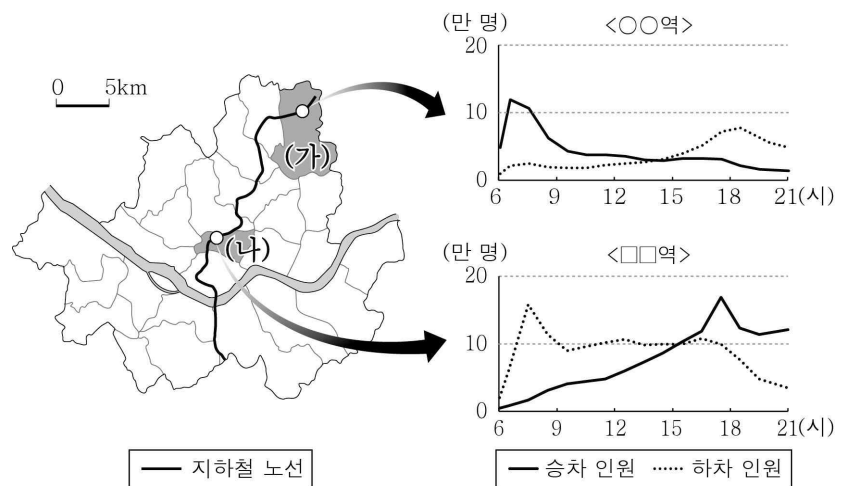 0 5km
(가)
(나)
지하철 노선
(만 명) <○○역>
20
10
0
6 9 12 15 18 21(시)
(만 명) <□□역>
20
10
0
6 9 12 15 18 21(시)
승차 인원 하차 인원